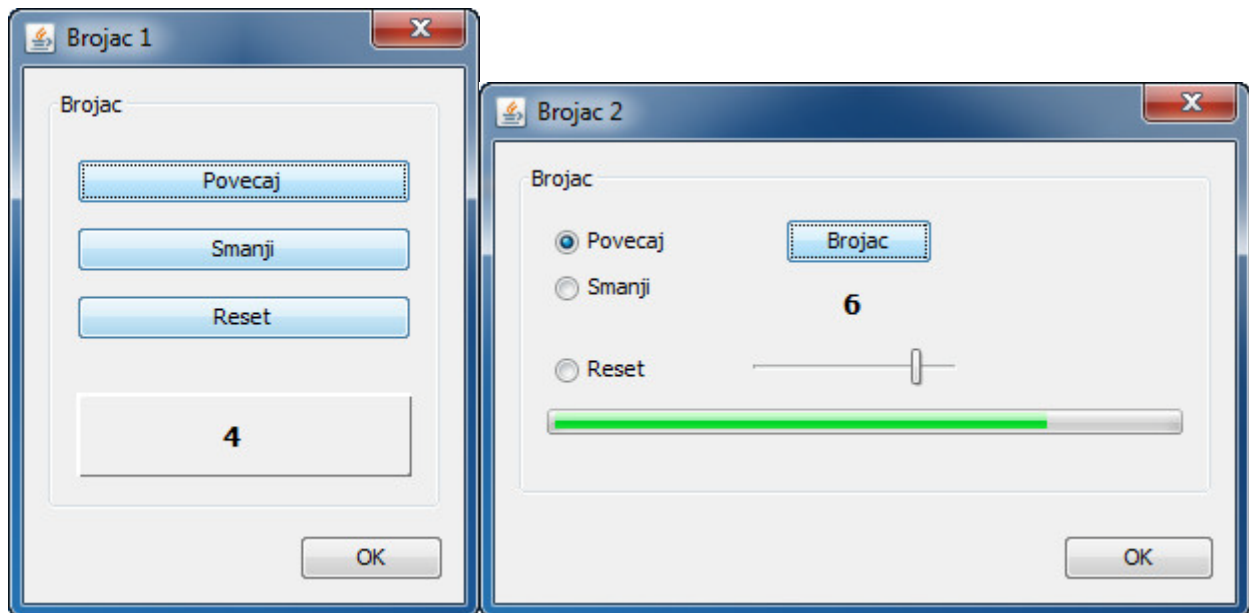 Brojac 1
Brojac
Povecaj
Smanji
Reset
4
OK
Brojac 2
Brojac
Povecaj
Brojac
Smanji
6
Reset
OK